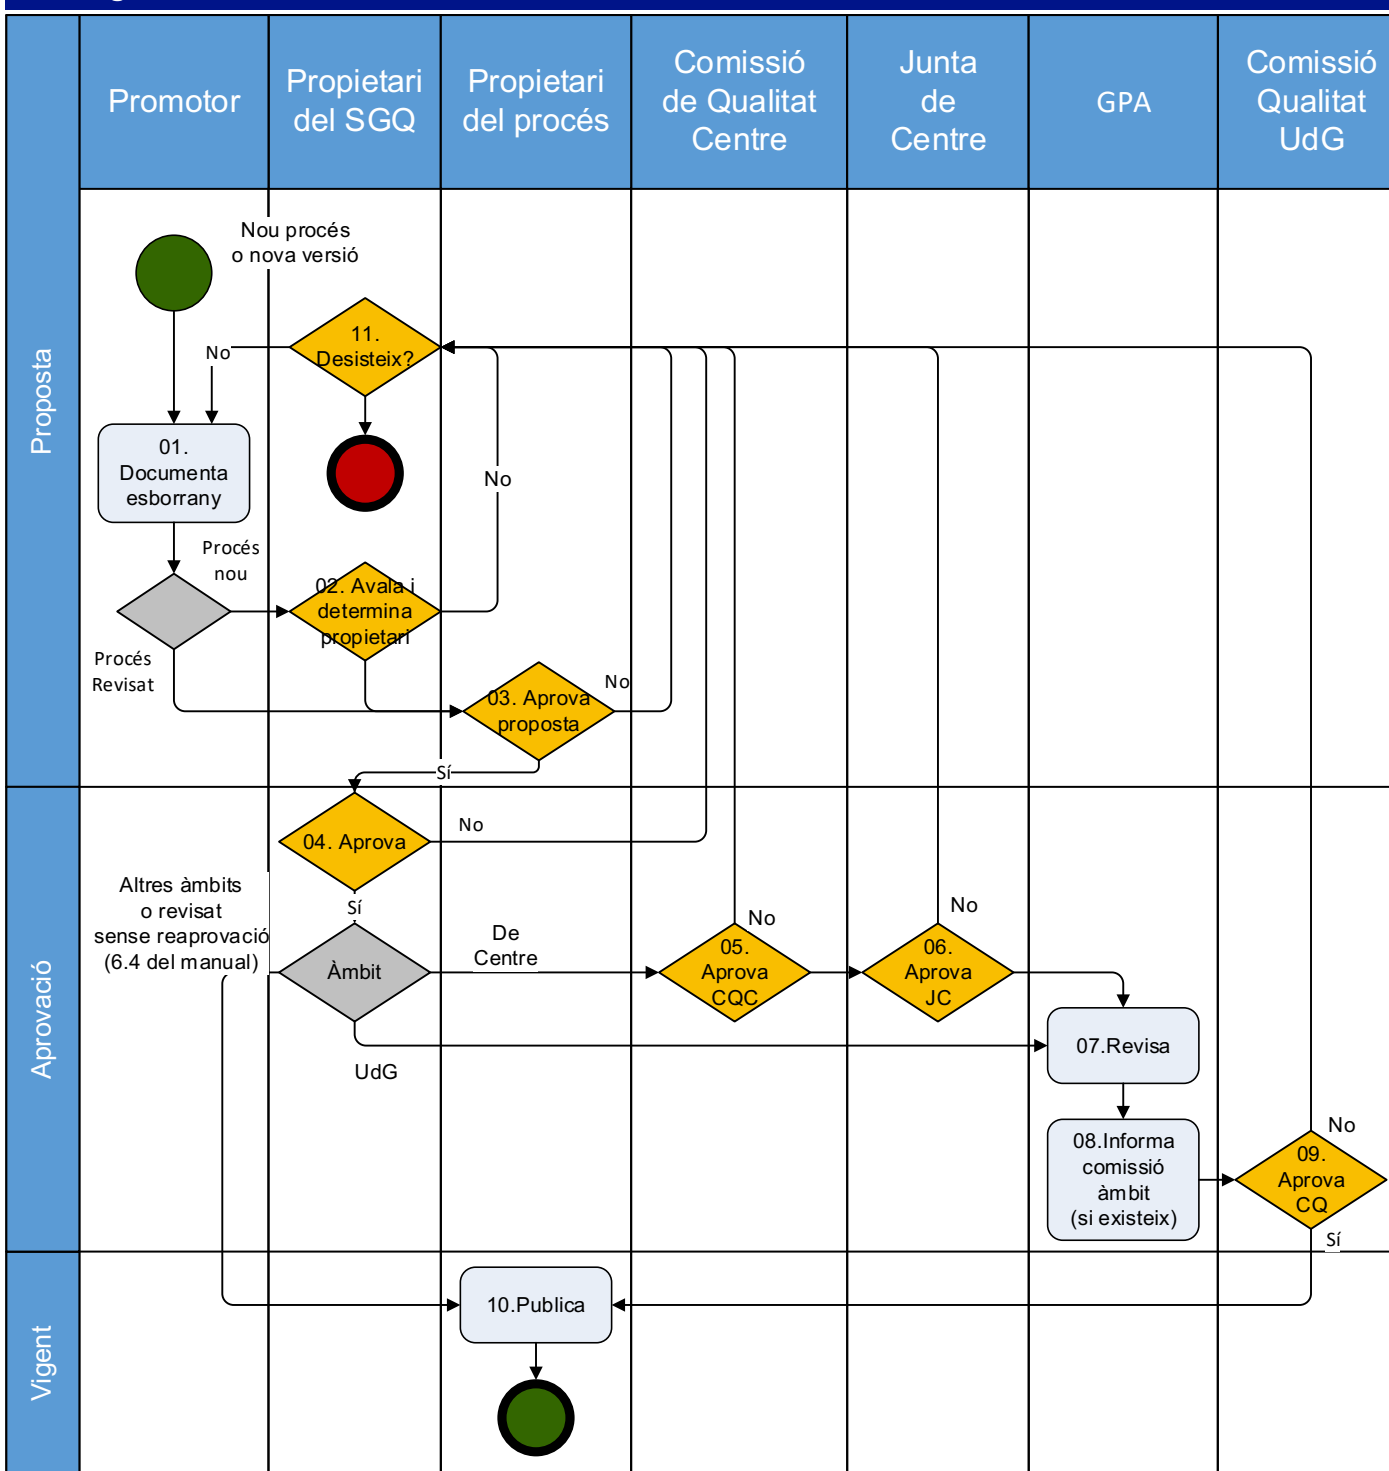 Promotor
Propietari
del SGQ
Propietari
del procés
Comissió
de Qualitat
Centre
Junta
de
Centre
GPA
Comissió
Qualitat
UdG
Proposta
Nou procés
o nova versió
11.
Desisteix?
No
01.
Documenta
esborrany
No
Procés
nou
02. Avala i
determina
propietari
Procés
Revisat
03. Aprova
proposta
No
Sí
Aprovació
04. Aprova
No
Altres àmbits
o revisat
sense reaprovació
(6.4 del manual)
Sí
Àmbit
De
Centre
UdG
No
05.
Aprova
CQC
No
06.
Aprova
JC
07.Revisa
08.Informa
comissió
àmbit
(si existeix)
No
09.
Aprova
CQ
Sí
Vigent
10.Publica